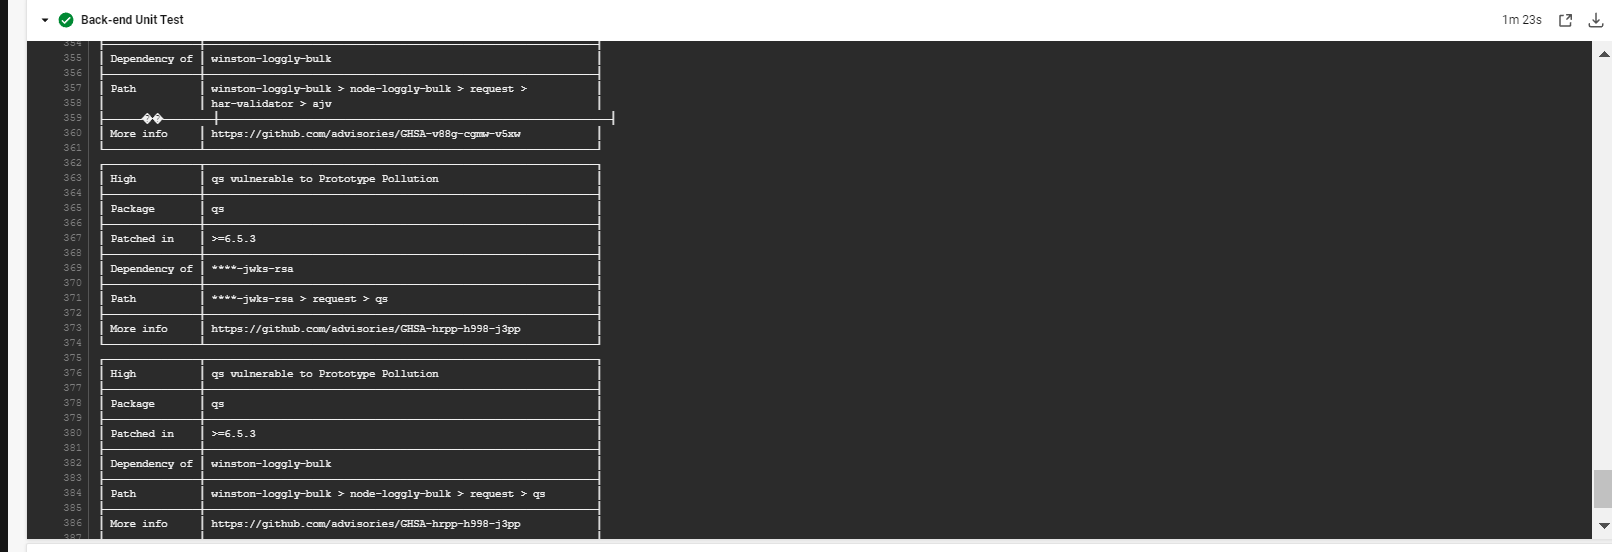 Back-end Unit Test 1m 23s
354
355 Dependency of winston-loggly-bulk
356
357 Path winston-loggly-bulk > node-loggly-bulk > request >
358 har-validator > ajv
359 ��
360 More info https://github.com/advisories/GHSA-v88g-cgmw-v5xw
361
362
363 High qs vulnerable to Prototype Pollution
364
365 Package qs
366
367 Patched in >=6.5.3
368
369 Dependency of ****-jwks-rsa
370
371 Path ****-jwks-rsa > request > qs
372
373 More info https://github.com/advisories/GHSA-hrpp-h998-j3pp
374
375
376 High qs vulnerable to Prototype Pollution
377
378 Package qs
379
380 Patched in >=6.5.3
381
382 Dependency of winston-loggly-bulk
383
384 Path winston-loggly-bulk > node-loggly-bulk > request > qs
385
386 More info https://github.com/advisories/GHSA-hrpp-h998-j3pp
387